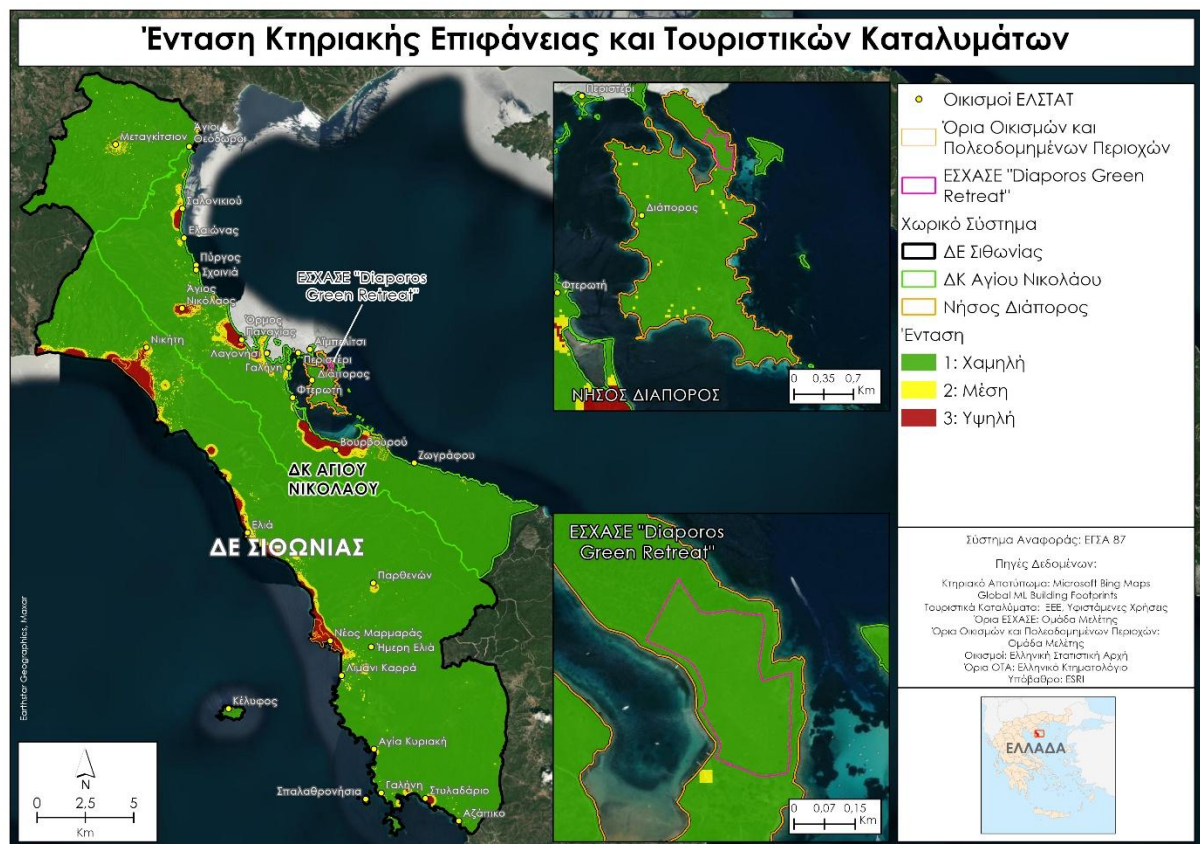 Ένταση Κτηριακής Επιφάνειας και Τουριστικών Καταλυμάτων
Μεταγκίτσιον
Άγιοι
Θεόδωροι
Σαλονικιού
Ελαιώνας
Πύργος
Σχοινιά
Άγιος
Νικόλαος
ΕΣΧΑΣΕ "Diaporos
Green Retreat"
Όρμος
Παναγίας
Νικήτη
Λαγονήσι
Αϊμπελίτσι
Περιστέρι
Γαλήνη
Διάπορος
Φτερωτή
Βουρβουρού
Ζωγράφου
ΔΚ ΑΓΙΟΥ
ΝΙΚΟΛΑΟΥ
Ελιά
ΔΕ ΣΙΘΩΝΙΑΣ
Παρθενών
Νέος Μαρμαράς
Ήμερη Ελιά
Λιμάνι Καρρά
Κέλυφος
Αγία Κυριακή
Γαλήνη
Σπαλαθρονήσια
Στυλαδάριο
Αζάπικο
Earthstar Geographics, Maxar
N
0 2,5 5
Km
Περιστέρι
Διάπορος
Φτερωτή
ΝΗΣΟΣ ΔΙΑΠΟΡΟΣ
0 0,35 0,7
Km
ΕΣΧΑΣΕ "Diaporos
Green Retreat"
0 0,07 0,15
Km
Οικισμοί ΕΛΣΤΑΤ
Όρια Οικισμών και
Πολεοδομημένων Περιοχών
ΕΣΧΑΣΕ "Diaporos Green
Retreat"
Χωρικό Σύστημα
ΔΕ Σιθωνίας
ΔΚ Αγίου Νικολάου
Νήσος Διάπορος
Ένταση
1: Χαμηλή
2: Μέση
3: Υψηλή
Σύστημα Αναφοράς: ΕΓΣΑ 87
Πηγές Δεδομένων:
Κτηριακό Αποτύπωμα: Microsoft Bing Maps
Global ML Building Footprints
Τουριστικά Καταλύματα: ΞΕΕ, Υφιστάμενες Χρήσεις
Όρια ΕΣΧΑΣΕ: Ομάδα Μελέτης
Όρια Οικισμών και Πολεοδομημένων Περιοχών:
Ομάδα Μελέτης
Οικισμοί: Ελληνική Στατιστική Αρχή
Όρια ΟΤΑ: Ελληνικό Κτηματολόγιο
Υπόβαθρο: ESRI
ΕΛΛΑΔΑ